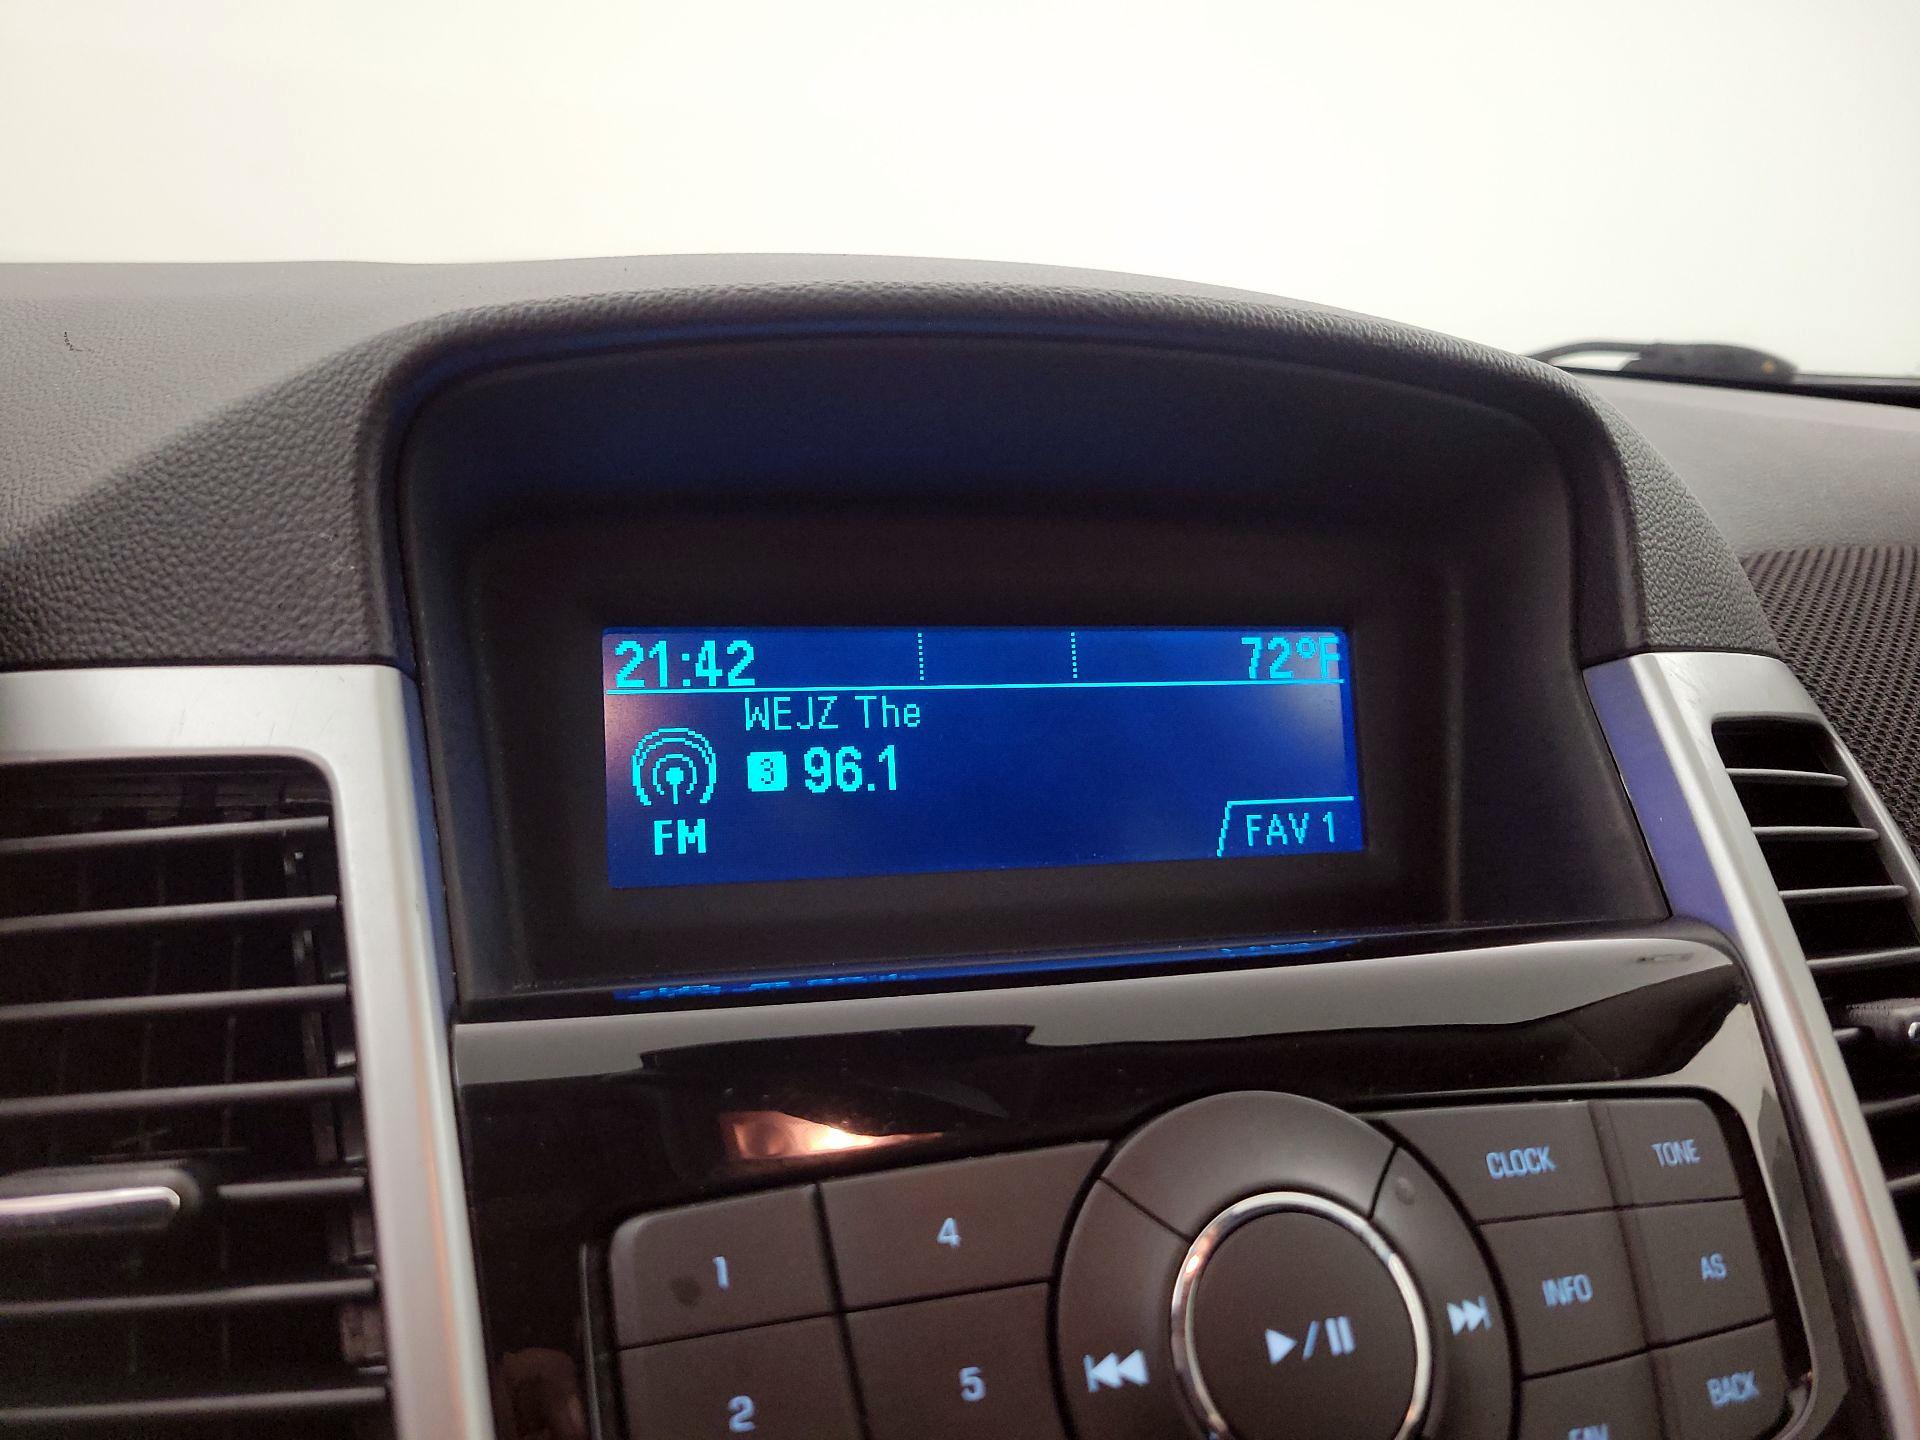 21:42 72°F
WEJZ The
3 96.1
FM
FAV 1
CLOCK TONE
1 4
INFO AS
2 5
BACK
FAV